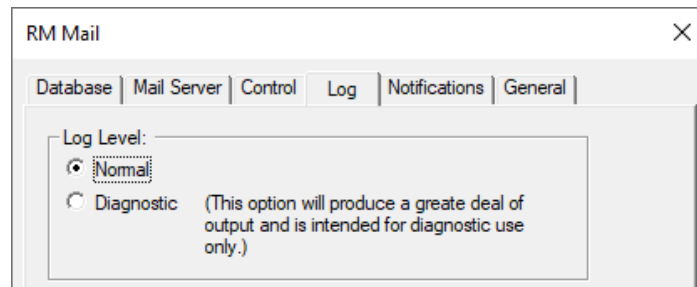 RM Mail
Database Mail Server Control Log Notifications General
Log Level:
Normal
Diagnostic (This option will produce a greate deal of
output and is intended for diagnostic use
only.)